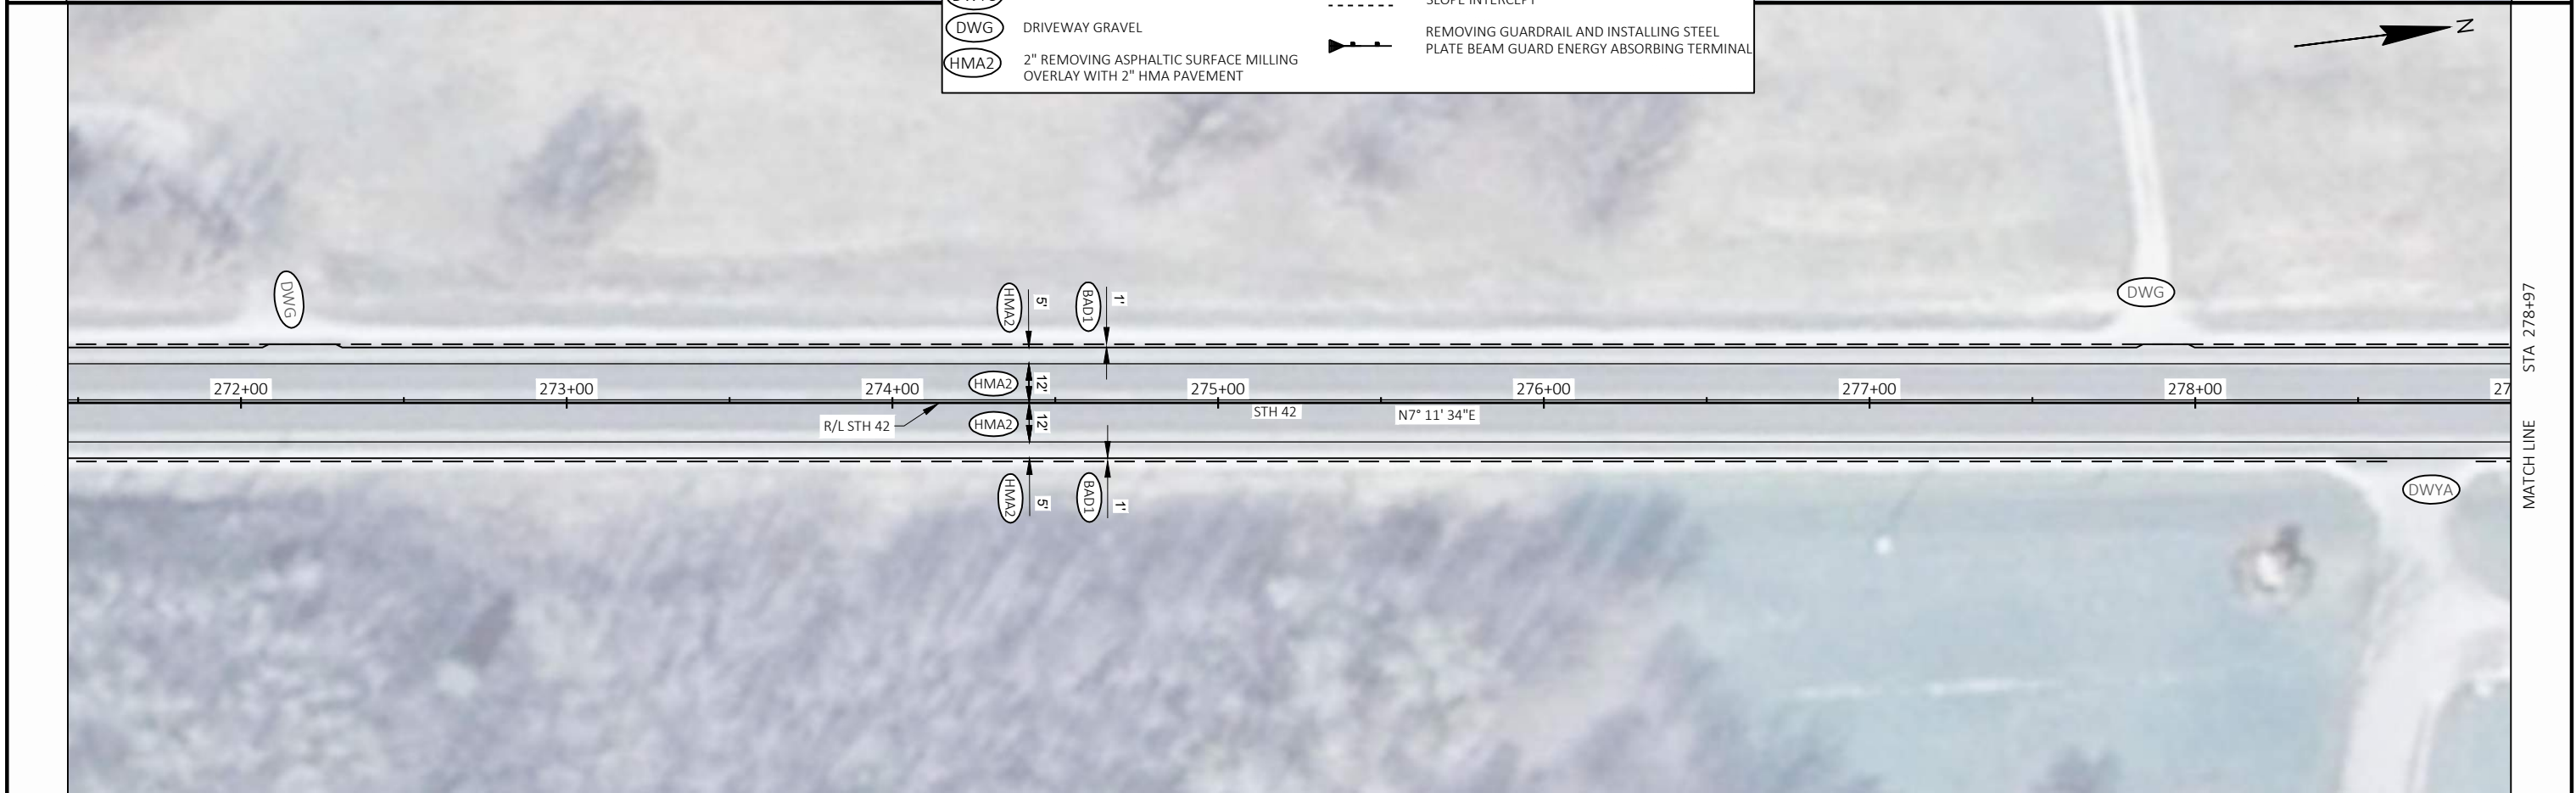 SLOPE INTERCEPT
DWG DRIVEWAY GRAVEL
HMA2 2" REMOVING ASPHALTIC SURFACE MILLING
OVERLAY WITH 2" HMA PAVEMENT
REMOVING GUARDRAIL AND INSTALLING STEEL
PLATE BEAM GUARD ENERGY ABSORBING TERMINAL
N
DWG
HMA2
5'
BAD1
1'
DWG
272+00
273+00
274+00
275+00
276+00
277+00
278+00
27
HMA2
12'
R/L STH 42
HMA2
12'
STH 42
N7° 11' 34"E
HMA2
5'
BAD1
1'
DWYA
STA 278+97
MATCH LINE